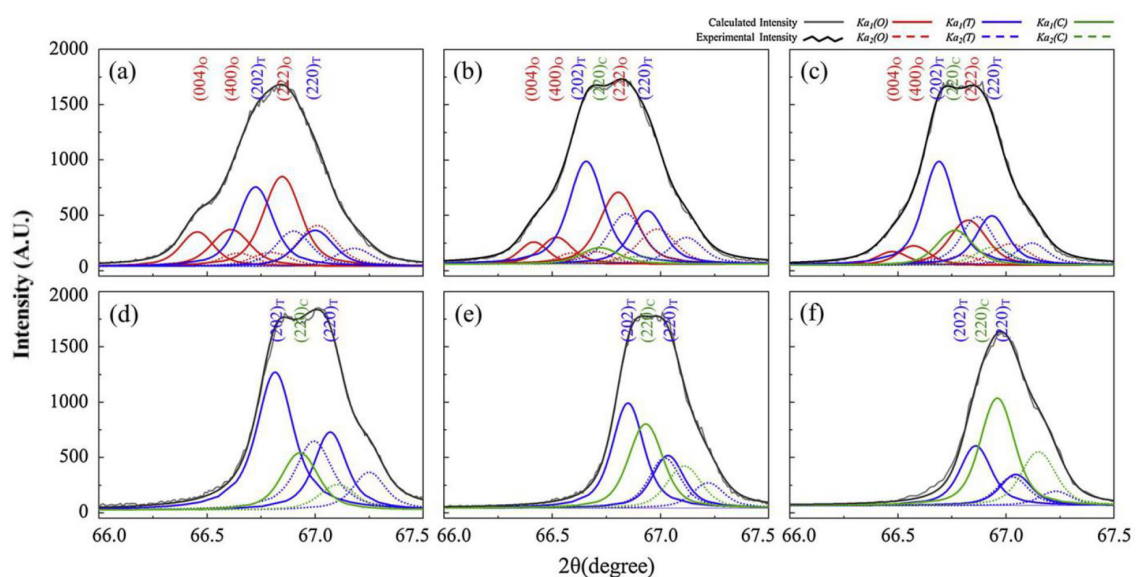 Calculated Intensity Ka1(O) Ka1(T) Ka1(C)
Experimental Intensity Ka2(O) Ka2(T) Ka2(C)
Intensity (A.U.)
2000
1500
1000
500
0
(a)
(004)O
(400)O
(202)T
(222)O
(220)T
(b)
(004)O
(400)O
(202)T
(220)C
(222)O
(220)T
(c)
(004)O
(400)O
(202)T
(220)C
(222)O
(220)T
2000
1500
1000
500
0
(d)
(202)T
(220)C
(220)T
(e)
(202)T
(220)C
(220)T
(f)
(202)T
(220)C
(220)T
66.0 66.5 67.0 67.5 66.0 66.5 67.0 67.5 66.0 66.5 67.0 67.5
2θ(degree)